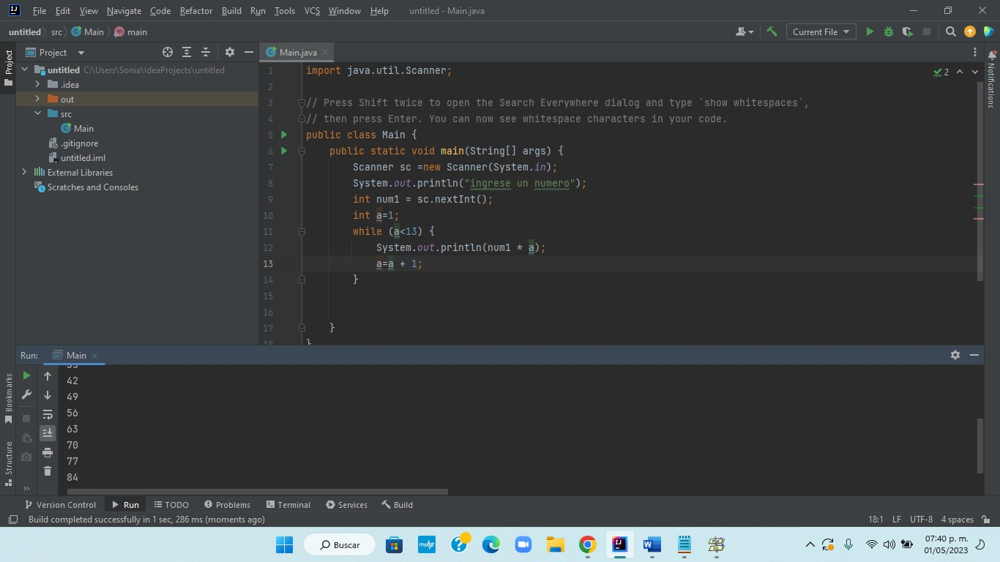 File Edit View Navigate Code Refactor Build Run Tools VCS Window Help untitled - Main.java
untitled src Main main Current File
Project Main.java
untitled C:\Users\Sonia\IdeaProjects\untitled
.idea
out
src
Main
.gitignore
untitled.iml
External Libraries
Scratches and Consoles
Project
Bookmarks
Structure
Notifications
2
1 import java.util.Scanner;
2
3 // Press Shift twice to open the Search Everywhere dialog and type `show whitespaces`,
4 // then press Enter. You can now see whitespace characters in your code.
5 public class Main {
6 public static void main(String[] args) {
7 Scanner sc =new Scanner(System.in);
8 System.out.println("ingrese un numero");
9 int num1 = sc.nextInt();
10 int a=1;
11 while (a<13) {
12 System.out.println(num1 * a);
13 a=a + 1;
14 }
15
16
17 }
18 }
Run: Main
42
49
56
63
70
77
84
Version Control Run TODO Problems Terminal Services Build
Build completed successfully in 1 sec, 286 ms (moments ago) 18:1 LF UTF-8 4 spaces
Buscar
07:40 p. m.
01/05/2023